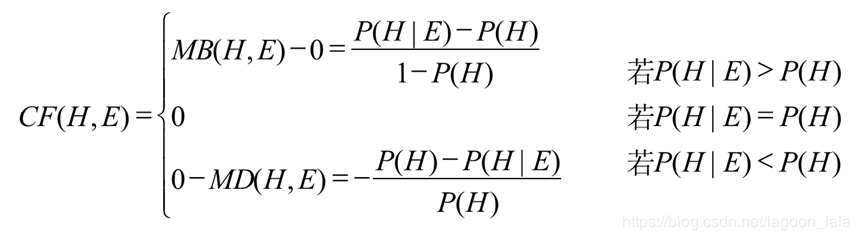 CF(H,E)=
MB(H,E)−0= P(H|E)−P(H) / 1−P(H) 若P(H|E)>P(H)
0 若P(H|E)=P(H)
0−MD(H,E)=− P(H)−P(H|E) / P(H) 若P(H|E)<P(H)
https://blog.csdn.net/lagoon_lala